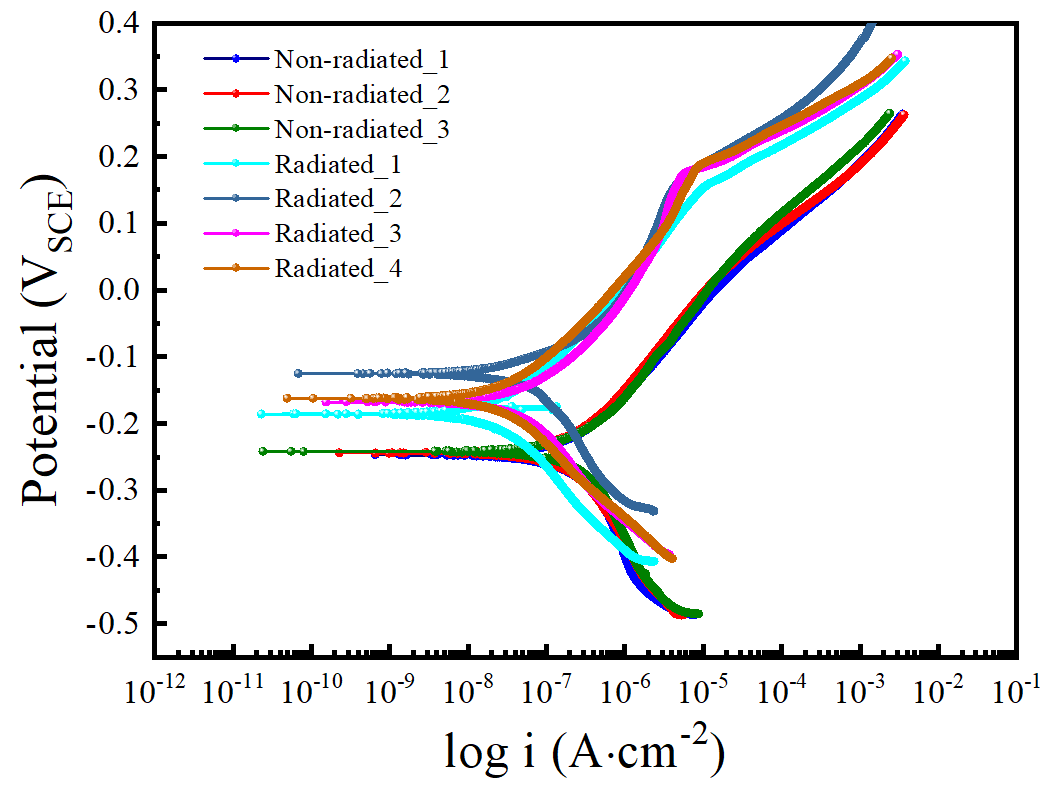 0.4
0.3
0.2
0.1
0.0
-0.1
-0.2
-0.3
-0.4
-0.5
Potential (V_SCE)
Non-radiated_1
Non-radiated_2
Non-radiated_3
Radiated_1
Radiated_2
Radiated_3
Radiated_4
10^-12 10^-11 10^-10 10^-9 10^-8 10^-7 10^-6 10^-5 10^-4 10^-3 10^-2 10^-1
log i (A·cm^-2)